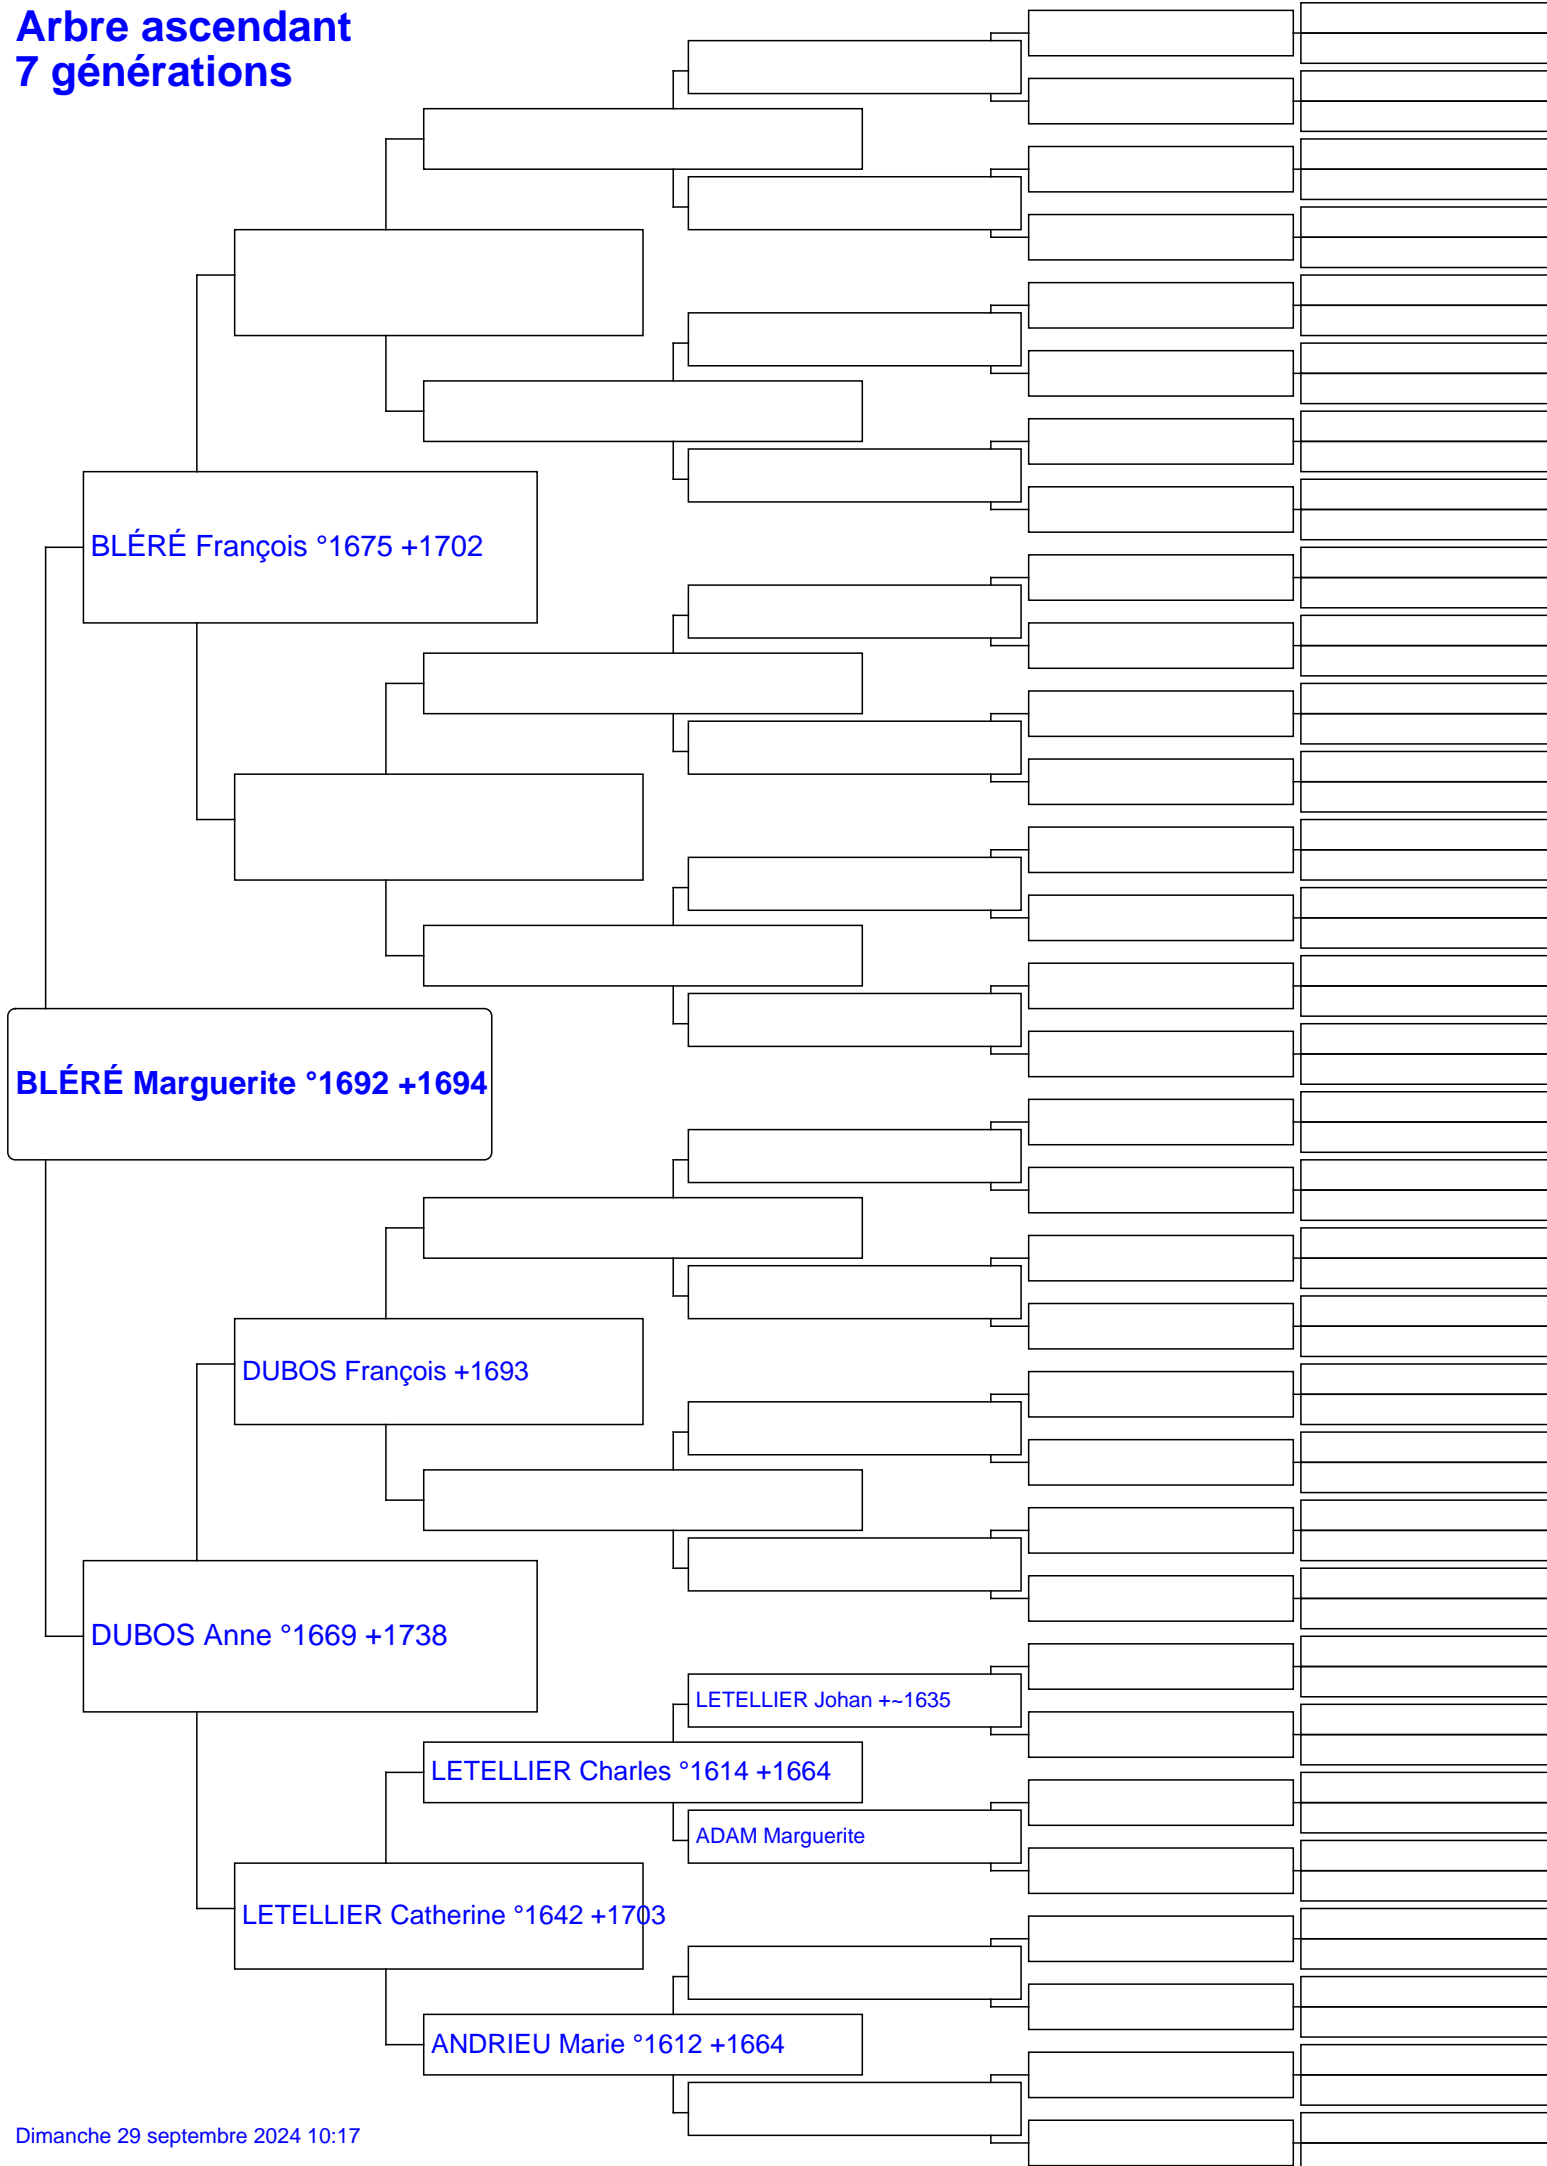 Arbre ascendant
7 générations
BLÉRÉ François °1675 +1702
BLÉRÉ Marguerite °1692 +1694
DUBOS François +1693
DUBOS Anne °1669 +1738
LETELLIER Johan +~1635
LETELLIER Charles °1614 +1664
ADAM Marguerite
LETELLIER Catherine °1642 +1703
ANDRIEU Marie °1612 +1664
Dimanche 29 septembre 2024 10:17